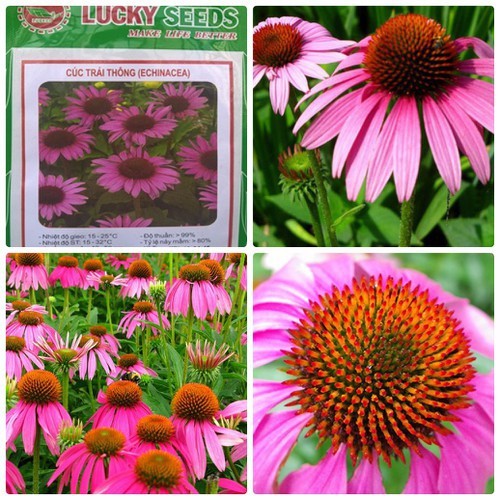 LUCKY SEEDS
MAKE LIFE BETTER
CÚC TRÁI THÔNG (ECHINACEA)
- Nhiệt độ gieo: 15 - 25°C - Độ thuần: > 99%
- Nhiệt độ ST: 15 - 32°C - Tỷ lệ nảy mầm: > 80%